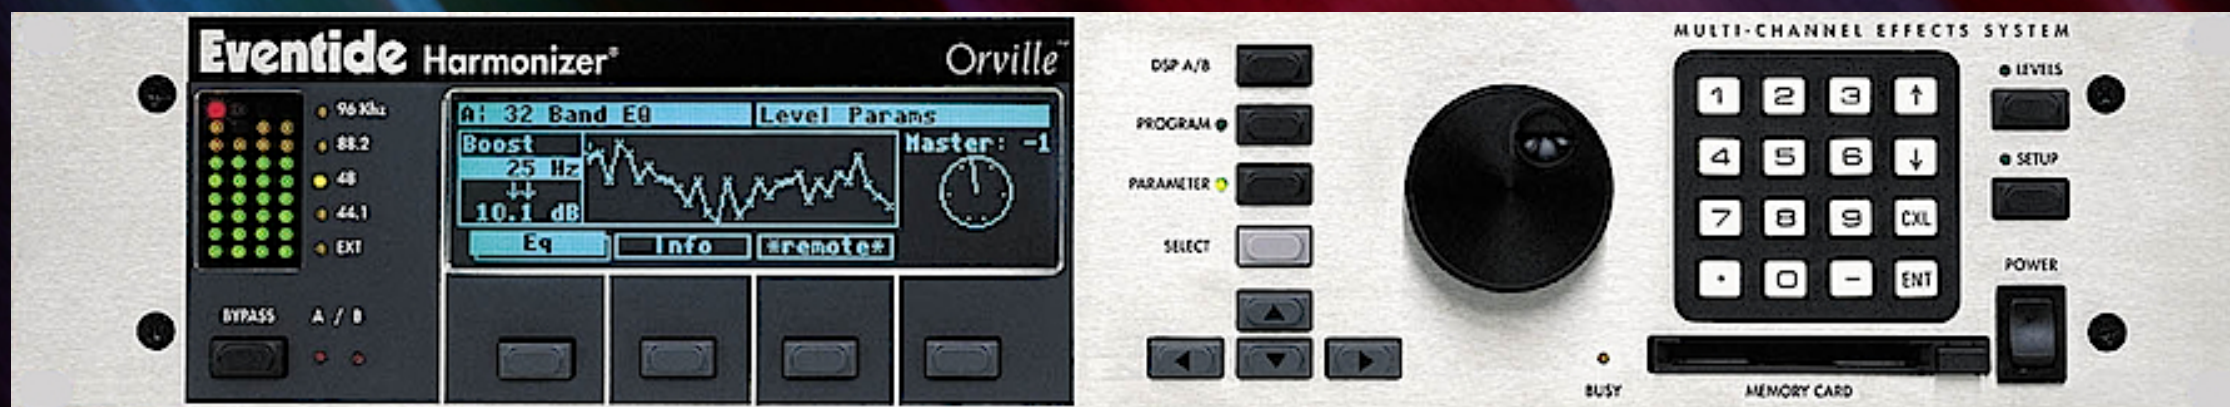 Eventide Harmonizer® Orville™
96 Khz
88.2
48
44.1
EXT
BYPASS A / B
A: 32 Band EQ Level Params
Boost
25 Hz
10.1 dB
Master: -1
Eq Info *remote*
DSP A/B
PROGRAM
PARAMETER
SELECT
MULTI-CHANNEL EFFECTS SYSTEM
1 2 3 ↑
4 5 6 ↓
7 8 9 CXL
. 0 - ENT
LEVELS
SETUP
POWER
BUSY
MEMORY CARD